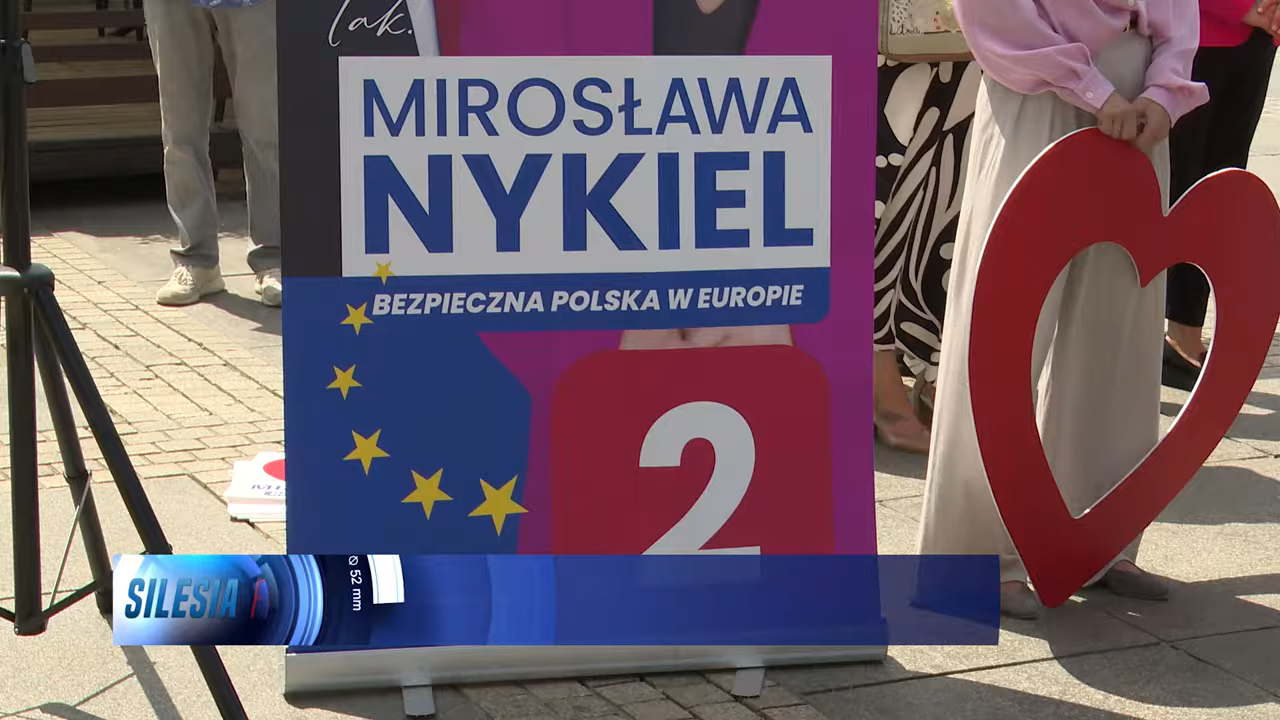 Tak.
MIROSŁAWA
NYKIEL
BEZPIECZNA POLSKA W EUROPIE
2
SILESIA
Ø 52 mm